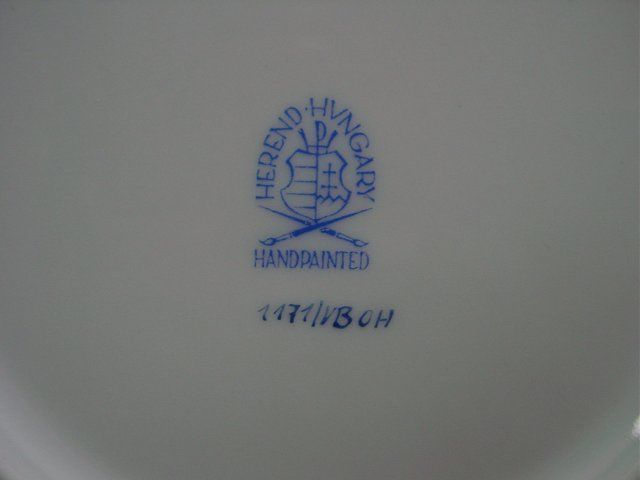 HEREND · HVNGARY
HANDPAINTED
1171/VBOH